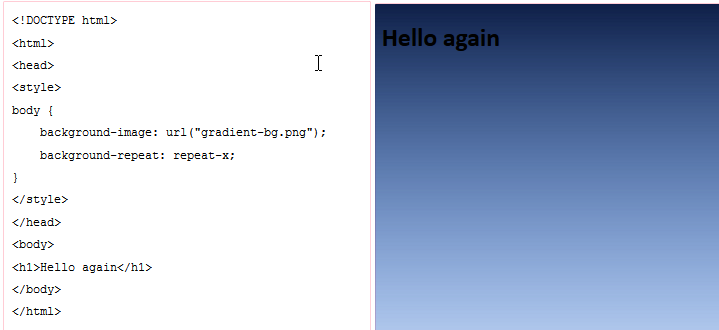 <!DOCTYPE html>
<html>
<head>
<style>
body {
    background-image: url("gradient-bg.png");
    background-repeat: repeat-x;
}
</style>
</head>
<body>
<h1>Hello again</h1>
</body>
</html>
Hello again